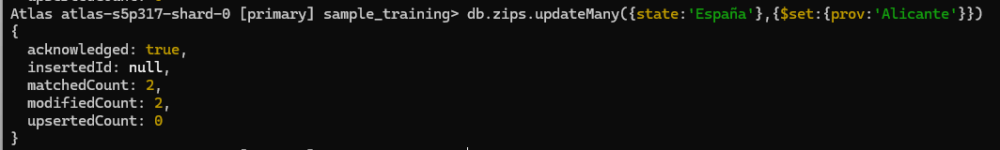 Atlas atlas-s5p317-shard-0 [primary] sample_training> db.zips.updateMany({state:'España'},{$set:{prov:'Alicante'}})
{
  acknowledged: true,
  insertedId: null,
  matchedCount: 2,
  modifiedCount: 2,
  upsertedCount: 0
}